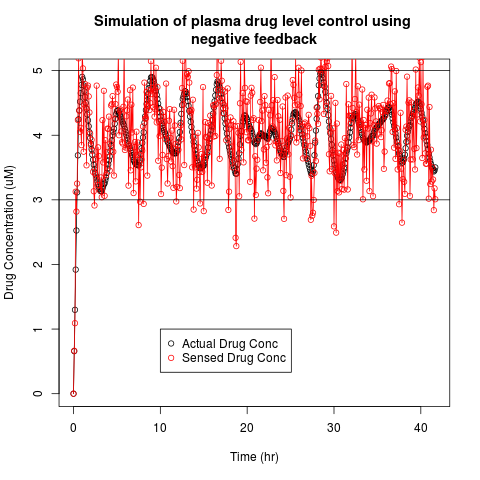 Simulation of plasma drug level control using
negative feedback
Drug Concentration (uM)
5
4
3
2
1
0
Actual Drug Conc
Sensed Drug Conc
0 10 20 30 40
Time (hr)